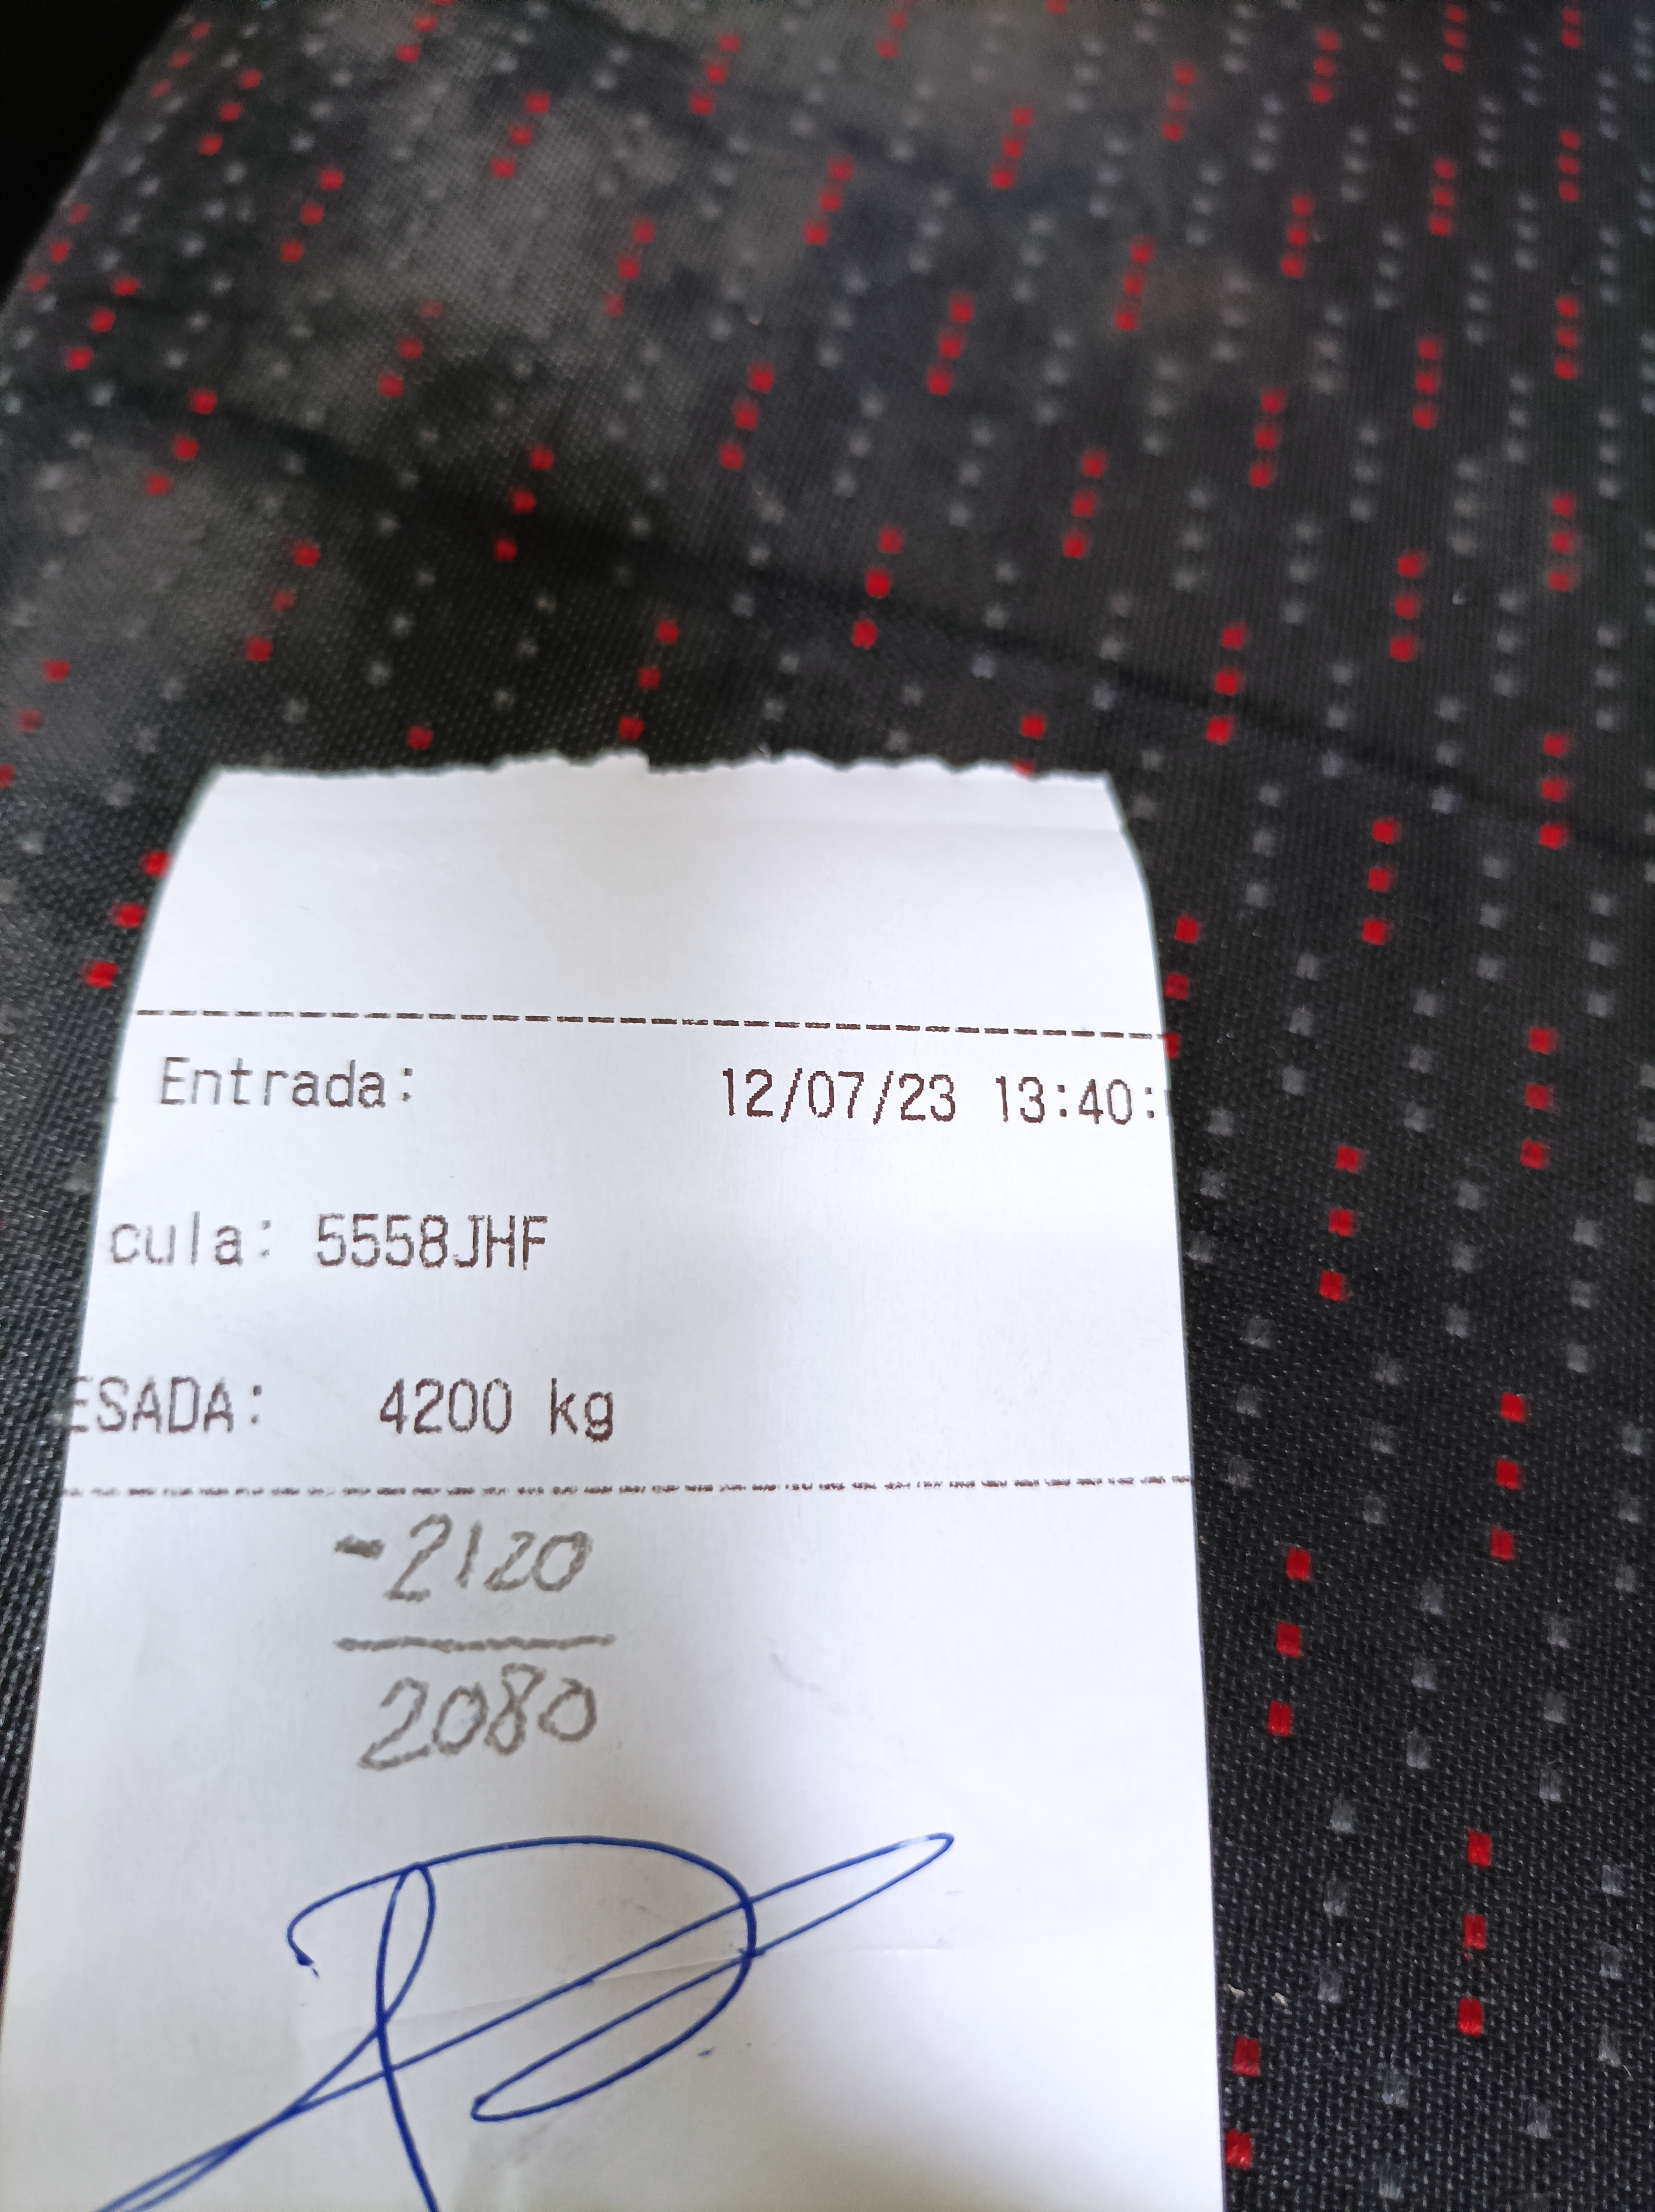 Entrada: 12/07/23 13:40:
cula: 5558JHF
ESADA: 4200 kg
-2120
2080